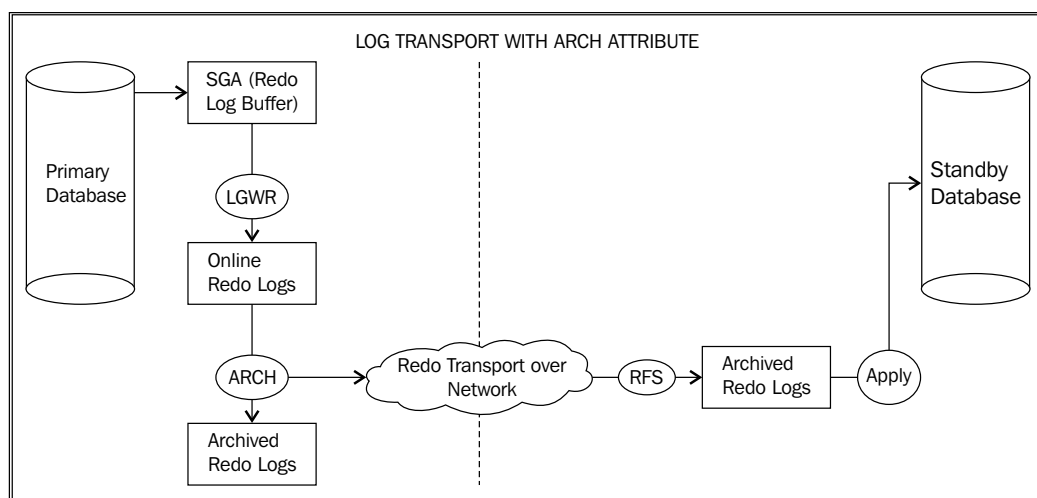 LOG TRANSPORT WITH ARCH ATTRIBUTE
SGA (Redo
Log Buffer)
Primary
Database
LGWR
Online
Redo Logs
ARCH
Archived
Redo Logs
Redo Transport over
Network
RFS
Archived
Redo Logs
Apply
Standby
Database